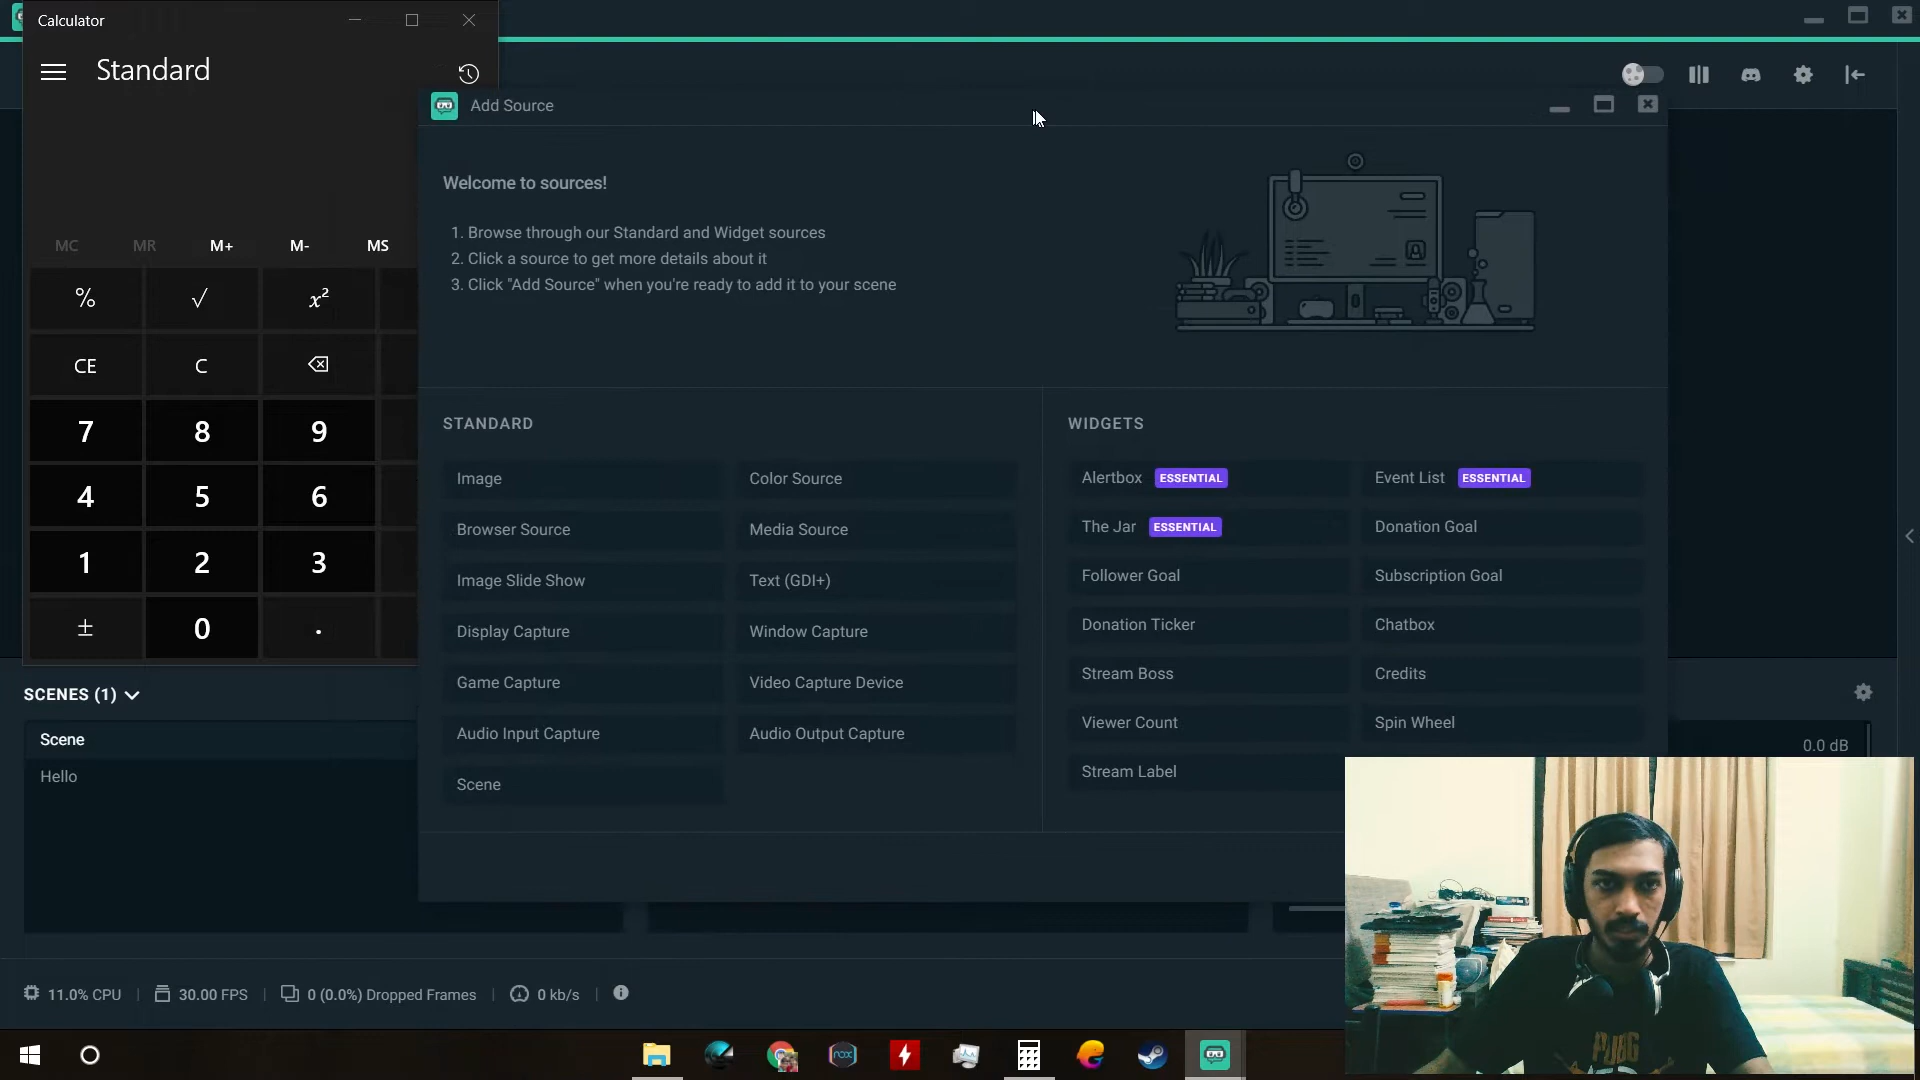 Calculator
Standard
MC MR M+ M- MS
% √ x²
CE C
7 8 9
4 5 6
1 2 3
± 0 .
Add Source
Welcome to sources!
1. Browse through our Standard and Widget sources
2. Click a source to get more details about it
3. Click "Add Source" when you're ready to add it to your scene
STANDARD
Image Color Source
Browser Source Media Source
Image Slide Show Text (GDI+)
Display Capture Window Capture
Game Capture Video Capture Device
Audio Input Capture Audio Output Capture
Scene
WIDGETS
Alertbox ESSENTIAL Event List ESSENTIAL
The Jar ESSENTIAL Donation Goal
Follower Goal Subscription Goal
Donation Ticker Chatbox
Stream Boss Credits
Viewer Count Spin Wheel
Stream Label
SCENES (1)
Scene
Hello
0.0 dB
11.0% CPU 30.00 FPS 0 (0.0%) Dropped Frames 0 kb/s
nox
PUBG